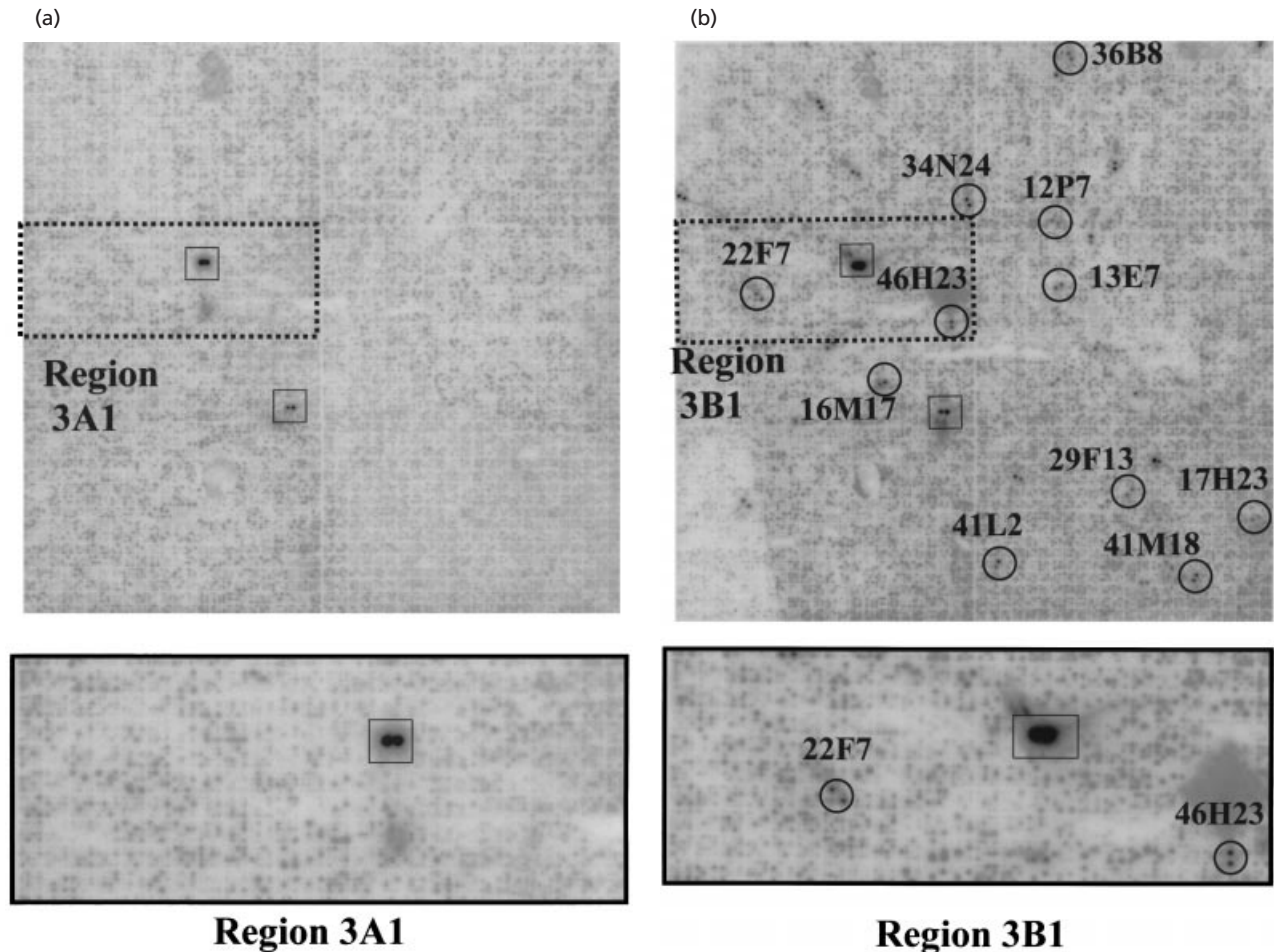 (a)
(b)
36B8
34N24
12P7
22F7
46H23
13E7
Region
3A1
Region
3B1
16M17
29F13
17H23
41L2
41M18
22F7
46H23
Region 3A1
Region 3B1